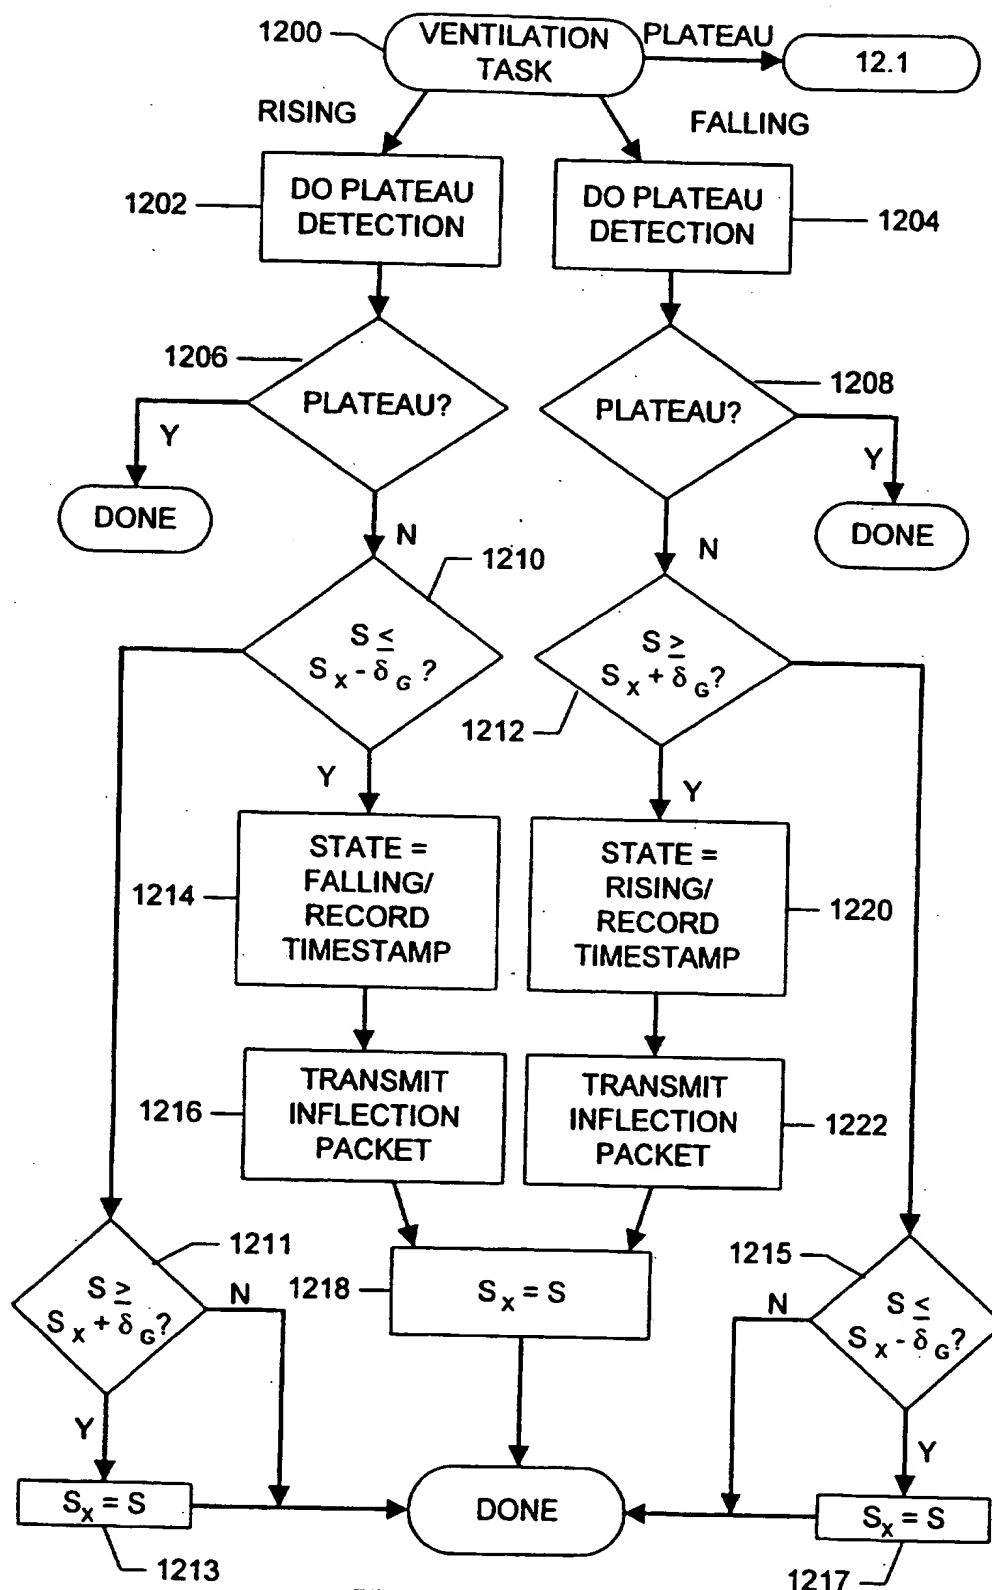 1200
VENTILATION
TASK
PLATEAU
12.1
RISING
FALLING
1202
DO PLATEAU
DETECTION
DO PLATEAU
DETECTION
1204
1206
PLATEAU?
PLATEAU?
1208
Y
Y
DONE
DONE
N
N
1210
S ≤
S X - δ G ?
S ≥
S X + δ G?
1212
Y
Y
1214
STATE =
FALLING/
RECORD
TIMESTAMP
STATE =
RISING/
RECORD
TIMESTAMP
1220
1216
TRANSMIT
INFLECTION
PACKET
TRANSMIT
INFLECTION
PACKET
1222
1211
S ≥
S X + δ G?
N
1218
S X = S
1215
N
S ≤
S X - δ G?
Y
Y
S X = S
DONE
S X = S
1213
1217